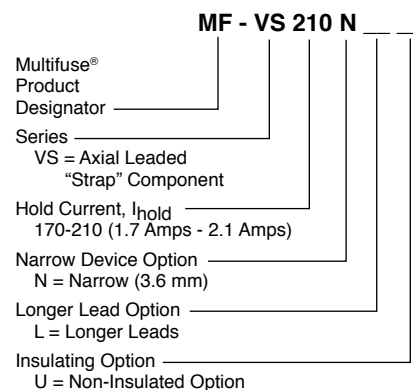 MF - VS 210 N __ __
Multifuse®
Product
Designator
Series
VS = Axial Leaded
“Strap” Component
Hold Current, Ihold
170-210 (1.7 Amps - 2.1 Amps)
Narrow Device Option
N = Narrow (3.6 mm)
Longer Lead Option
L = Longer Leads
Insulating Option
U = Non-Insulated Option